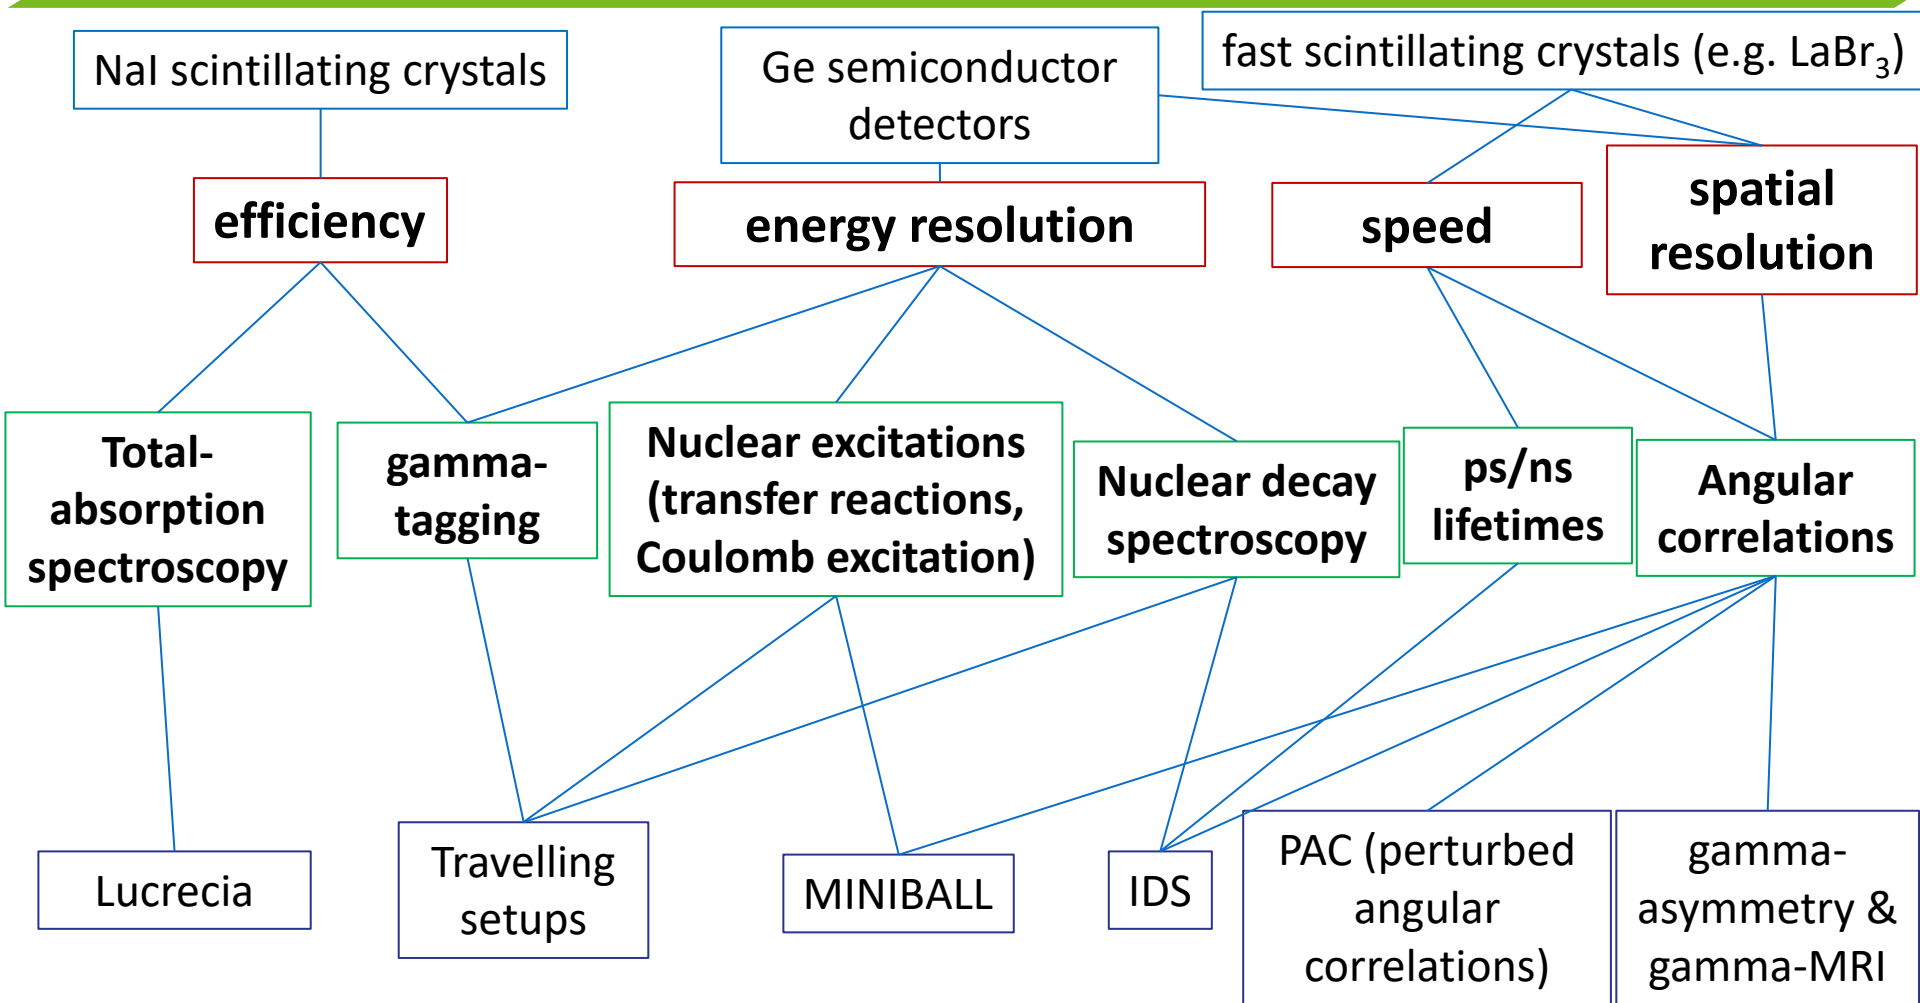 NaI scintillating crystals
Ge semiconductor
detectors
fast scintillating crystals (e.g. LaBr₃)
efficiency
energy resolution
speed
spatial
resolution
Total-
absorption
spectroscopy
gamma-
tagging
Nuclear excitations
(transfer reactions,
Coulomb excitation)
Nuclear decay
spectroscopy
ps/ns
lifetimes
Angular
correlations
Lucrecia
Travelling
setups
MINIBALL
IDS
PAC (perturbed
angular
correlations)
gamma-
asymmetry &
gamma-MRI